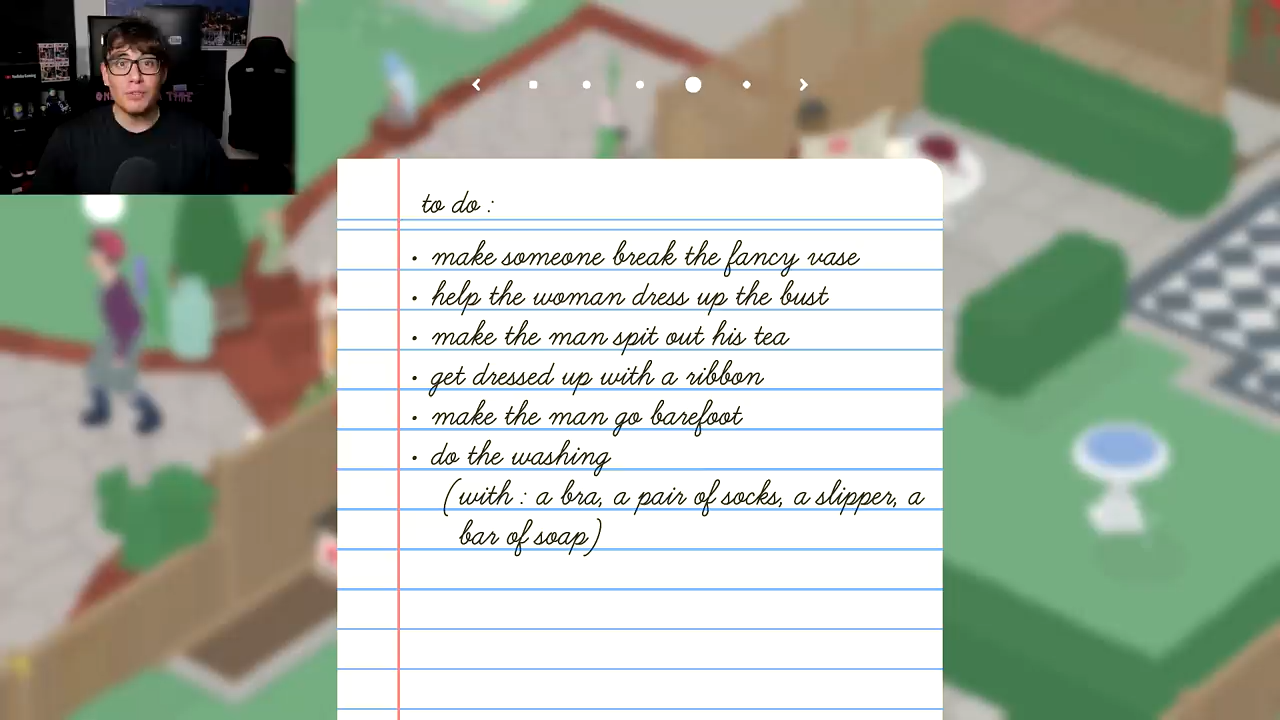 to do :
• make someone break the fancy vase
• help the woman dress up the bust
• make the man spit out his tea
• get dressed up with a ribbon
• make the man go barefoot
• do the washing
(with : a bra, a pair of socks, a slipper, a
bar of soap)